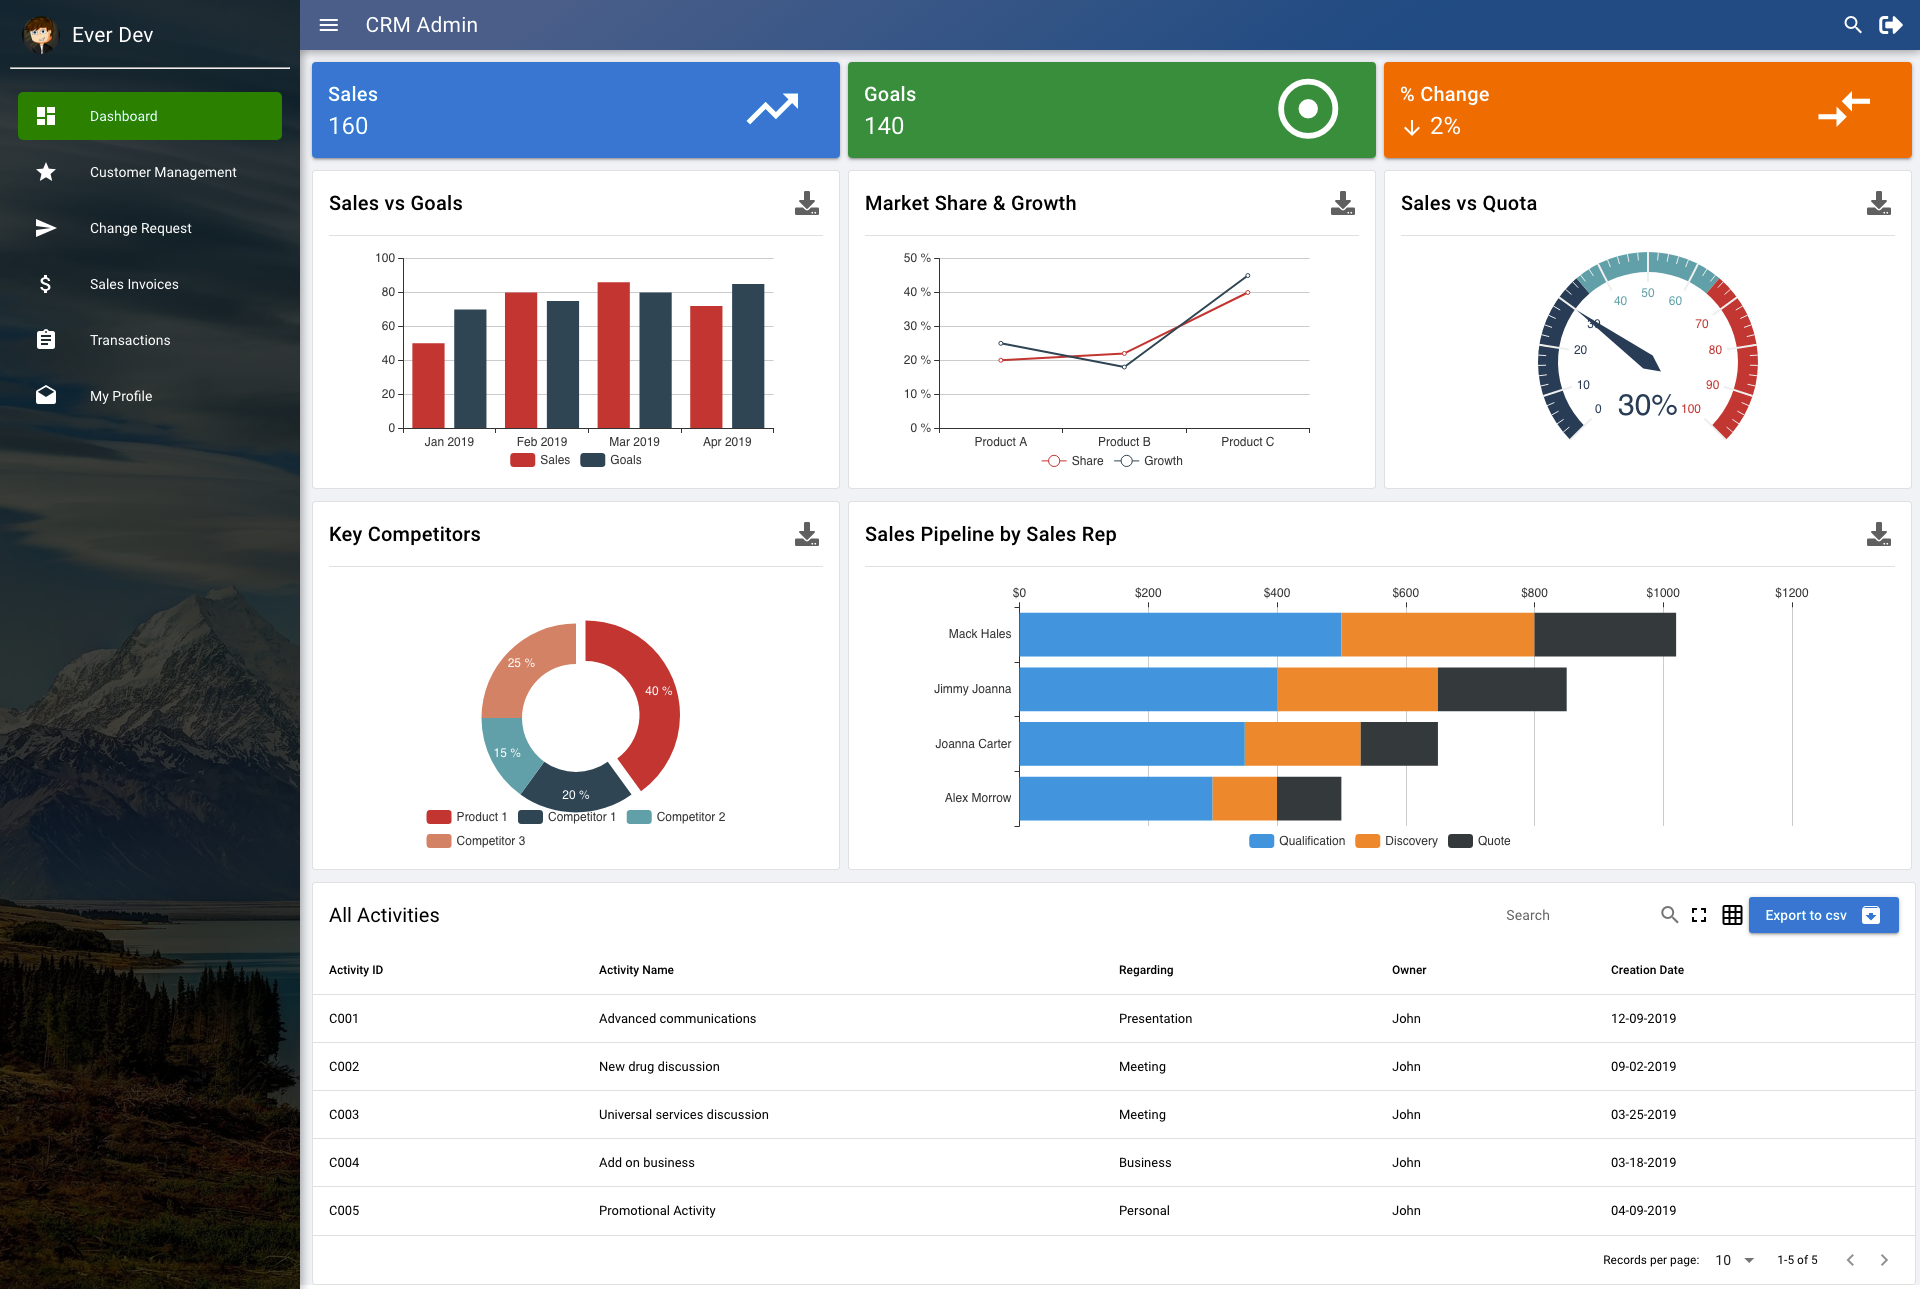 Ever Dev
CRM Admin
Dashboard
Customer Management
Change Request
Sales Invoices
Transactions
My Profile
Sales
160
Goals
140
% Change
2%
Sales vs Goals
100
80
60
40
20
0
Jan 2019 Feb 2019 Mar 2019 Apr 2019
Sales Goals
Market Share & Growth
50 %
40 %
30 %
20 %
10 %
0 %
Product A Product B Product C
Share Growth
Sales vs Quota
0
10
20
30
40
50
60
70
80
90
100
30%
Key Competitors
25 %
40 %
15 %
20 %
Product 1 Competitor 1 Competitor 2
Competitor 3
Sales Pipeline by Sales Rep
$0 $200 $400 $600 $800 $1000 $1200
Mack Hales
Jimmy Joanna
Joanna Carter
Alex Morrow
Qualification Discovery Quote
All Activities
Search
Export to csv
Activity ID Activity Name Regarding Owner Creation Date
C001 Advanced communications Presentation John 12-09-2019
C002 New drug discussion Meeting John 09-02-2019
C003 Universal services discussion Meeting John 03-25-2019
C004 Add on business Business John 03-18-2019
C005 Promotional Activity Personal John 04-09-2019
Records per page: 10 1-5 of 5